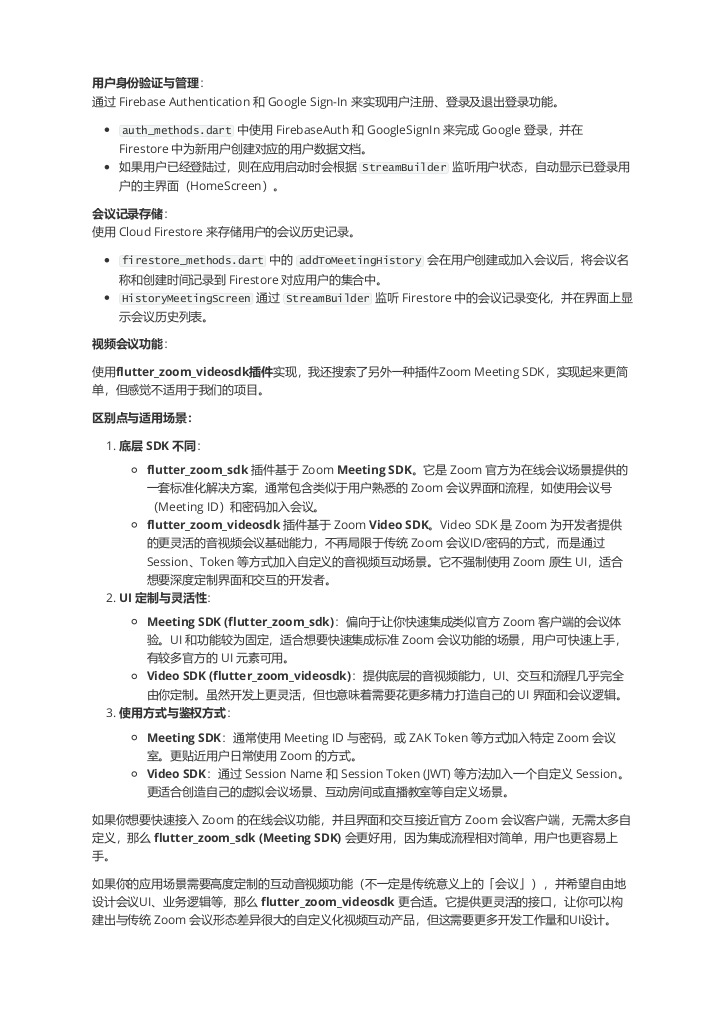 用户身份验证与管理：
通过 Firebase Authentication 和 Google Sign-In 来实现用户注册、登录及退出登录功能。
• auth_methods.dart 中使用 FirebaseAuth 和 GoogleSignIn 来完成 Google 登录，并在
Firestore 中为新用户创建对应的用户数据文档。
• 如果用户已经登陆过，则在应用启动时会根据 StreamBuilder 监听用户状态，自动显示已登录用
户的主界面（HomeScreen）。
会议记录存储：
使用 Cloud Firestore 来存储用户的会议历史记录。
• firestore_methods.dart 中的 addToMeetingHistory 会在用户创建或加入会议后，将会议名
称和创建时间记录到 Firestore 对应用户的集合中。
• HistoryMeetingScreen 通过 StreamBuilder 监听 Firestore 中的会议记录变化，并在界面上显
示会议历史列表。
视频会议功能：
使用flutter_zoom_videosdk插件实现，我还搜索了另外一种插件Zoom Meeting SDK，实现起来更简
单，但感觉不适用于我们的项目。
区别点与适用场景：
1. 底层 SDK 不同：
◦ flutter_zoom_sdk 插件基于 Zoom Meeting SDK。它是 Zoom 官方为在线会议场景提供的
一套标准化解决方案，通常包含类似于用户熟悉的 Zoom 会议界面和流程，如使用会议号
（Meeting ID）和密码加入会议。
◦ flutter_zoom_videosdk 插件基于 Zoom Video SDK。Video SDK 是 Zoom 为开发者提供
的更灵活的音视频会议基础能力，不再局限于传统 Zoom 会议ID/密码的方式，而是通过
Session、Token 等方式加入自定义的音视频互动场景。它不强制使用 Zoom 原生 UI，适合
想要深度定制界面和交互的开发者。
2. UI 定制与灵活性：
◦ Meeting SDK (flutter_zoom_sdk)：偏向于让你快速集成类似官方 Zoom 客户端的会议体
验。UI 和功能较为固定，适合想要快速集成标准 Zoom 会议功能的场景，用户可快速上手，
有较多官方的 UI 元素可用。
◦ Video SDK (flutter_zoom_videosdk)：提供底层的音视频能力，UI、交互和流程几乎完全
由你定制。虽然开发上更灵活，但也意味着需要花更多精力打造自己的 UI 界面和会议逻辑。
3. 使用方式与鉴权方式：
◦ Meeting SDK：通常使用 Meeting ID 与密码，或 ZAK Token 等方式加入特定 Zoom 会议
室。更贴近用户日常使用 Zoom 的方式。
◦ Video SDK：通过 Session Name 和 Session Token (JWT) 等方法加入一个自定义 Session。
更适合创造自己的虚拟会议场景、互动房间或直播教室等自定义场景。
如果你想要快速接入 Zoom 的在线会议功能，并且界面和交互接近官方 Zoom 会议客户端，无需太多自
定义，那么 flutter_zoom_sdk (Meeting SDK) 会更好用，因为集成流程相对简单，用户也更容易上
手。
如果你的应用场景需要高度定制的互动音视频功能（不一定是传统意义上的「会议」），并希望自由地
设计会议UI、业务逻辑等，那么 flutter_zoom_videosdk 更合适。它提供更灵活的接口，让你可以构
建出与传统 Zoom 会议形态差异很大的自定义化视频互动产品，但这需要更多开发工作量和UI设计。